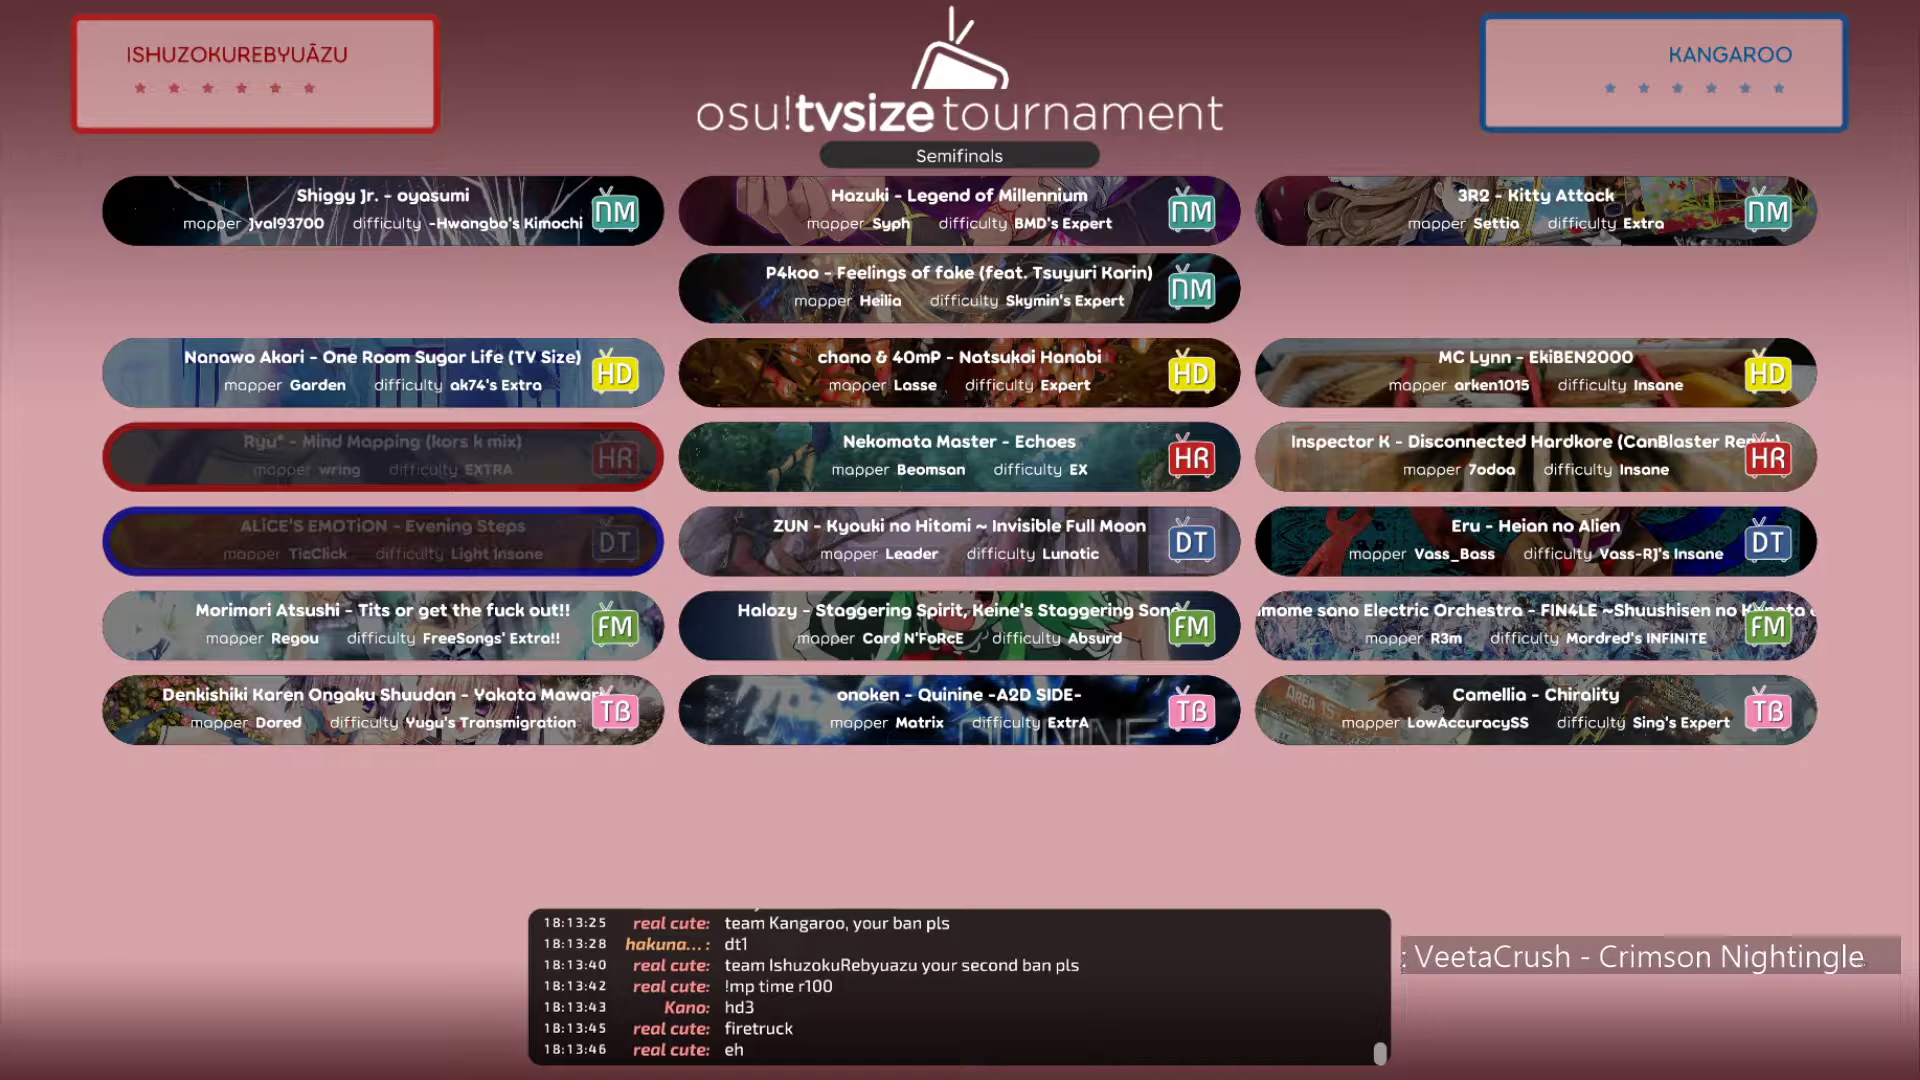 ISHUZOKUREBYUĀZU
KANGAROO
osu!tvsize tournament
Semifinals
Shiggy Jr. - oyasumi
mapper Jval93700 difficulty -Hwangbo's Kimochi
NM
Hazuki - Legend of Millennium
mapper Syph difficulty BMD's Expert
NM
3R2 - Kitty Attack
mapper Settia difficulty Extra
NM
P4koo - Feelings of fake (feat. Tsuyuri Karin)
mapper Heilia difficulty Skymin's Expert
NM
Nanawo Akari - One Room Sugar Life (TV Size)
mapper Garden difficulty ak74's Extra
HD
chano & 40mP - Natsukoi Hanabi
mapper Lasse difficulty Expert
HD
MC Lynn - EkiBEN2000
mapper arken1015 difficulty Insane
HD
Ryu* - Mind Mapping (kors k mix)
mapper wring difficulty EXTRA
HR
Nekomata Master - Echoes
mapper Beomsan difficulty EX
HR
Inspector K - Disconnected Hardkore (CanBlaster
mapper 7odoa difficulty Insane
HR
ALiCE'S EMOTiON - Evening Steps
mapper TicClick difficulty Light Insane
DT
ZUN - Kyouki no Hitomi ~ Invisible Full Moon
mapper Leader difficulty Lunatic
DT
Eru - Heian no Alien
mapper Vass_Bass difficulty Vass-RJ's Insane
DT
Morimori Atsushi - Tits or get the fuck out!!
mapper Regou difficulty FreeSongs' Extra!!
FM
Halozy - Staggering Spirit, Keine's Staggering Song
mapper Card N'FoRcE difficulty Absurd
FM
mome sano Electric Orchestra - FIN4LE ~Shuushisen no
mapper R3m difficulty Mordred's INFINITE
FM
Denkishiki Karen Ongaku Shuudan - Yakata Mawari
mapper Dored difficulty Yugu's Transmigration
TB
onoken - Quinine -A2D SIDE-
mapper Matrix difficulty ExtrA
TB
Camellia - Chirality
mapper LowAccuracySS difficulty Sing's Expert
TB
18:13:25 real cute: team Kangaroo, your ban pls
18:13:28 hakuna... : dt1
18:13:40 real cute: team IshuzokuRebyuazu your second ban pls
18:13:42 real cute: !mp time r100
18:13:43 Kano: hd3
18:13:45 real cute: firetruck
18:13:46 real cute: eh
: VeetaCrush - Crimson Nightingle